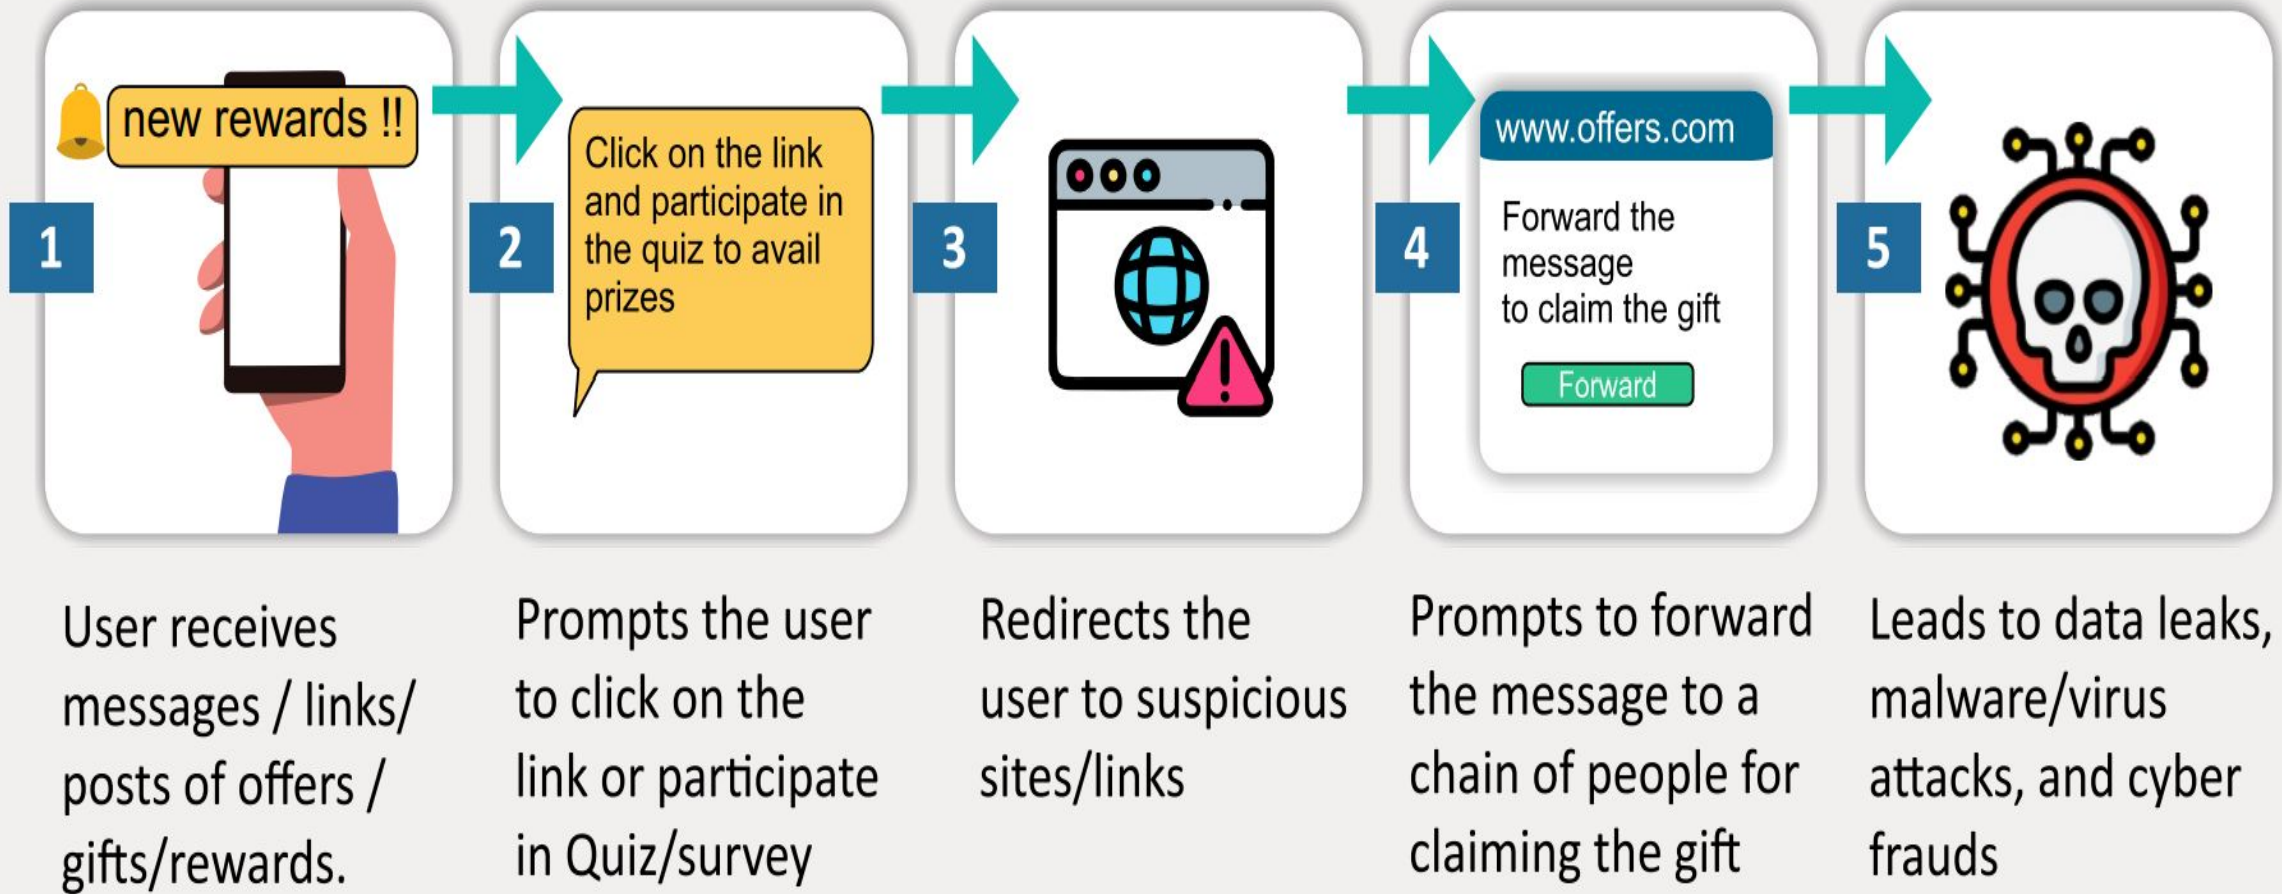 new rewards !!
1
User receives
messages / links/
posts of offers /
gifts/rewards.
Click on the link
and participate in
the quiz to avail
prizes
2
Prompts the user
to click on the
link or participate
in Quiz/survey
3
Redirects the
user to suspicious
sites/links
www.offers.com
Forward the
message
to claim the gift
Forward
4
Prompts to forward
the message to a
chain of people for
claiming the gift
5
Leads to data leaks,
malware/virus
attacks, and cyber
frauds